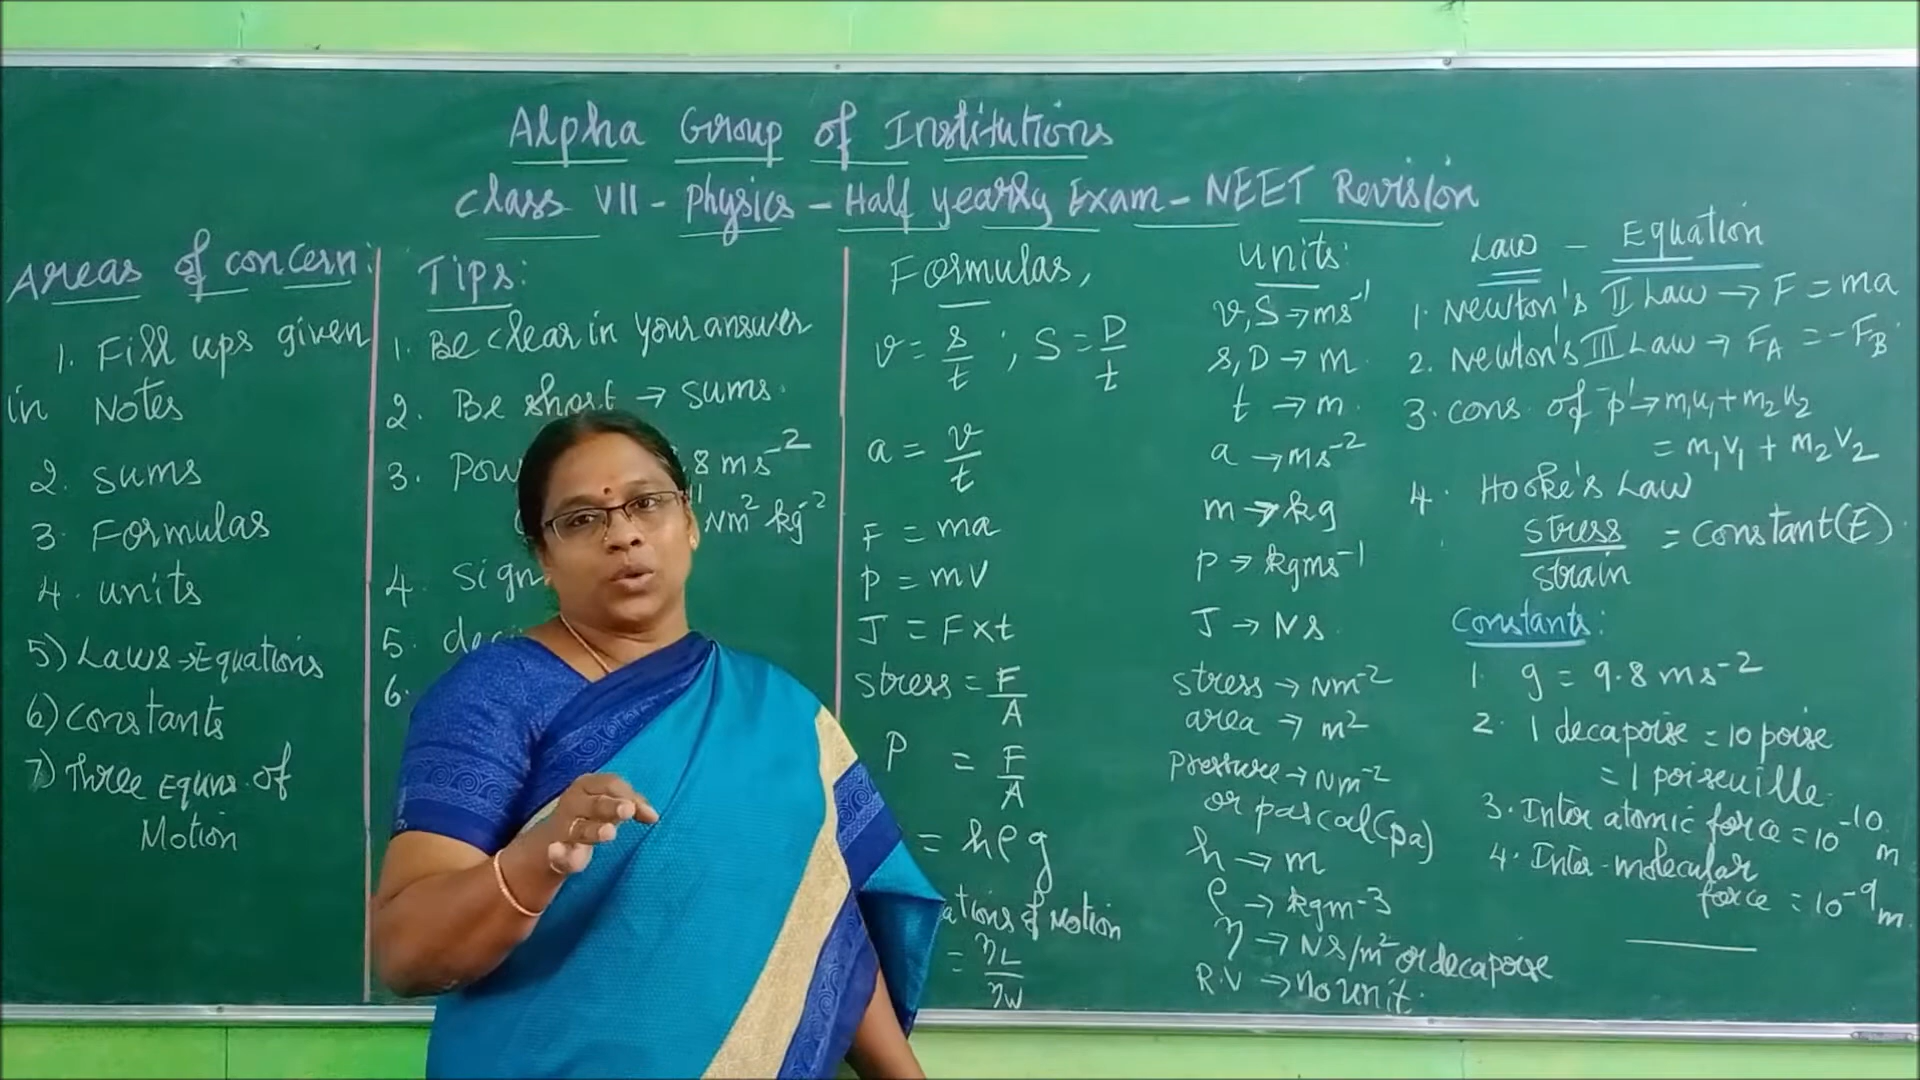 Alpha Group of Institutions
Class VII - Physics - Half yearly Exam - NEET Revision
Areas of concern:
1. Fill ups given
in Notes
2. sums
3. Formulas
4. units
5) Laws → Equations
6) constants
7) Three Equns. of
Motion
Tips:
1. Be clear in your answer
2. Be short → sums.
3.
8 ms⁻²
Nm² kg⁻²
4.
5.
6.
Formulas,
v = s/t ; S = D/t
a = v/t
F = ma
p = mv
J = F x t
stress = F/A
P = F/A
= hρg
of Motion
= ηL/ηw
units:
v, S → ms⁻¹
s, D → m
t → m
a → ms⁻²
m → kg
p → kgms⁻¹
J → Ns
stress → Nm⁻²
area → m²
pressure → Nm⁻²
or pascal (pa)
h → m
ρ → kgm⁻³
η → NS/m² or decapoise
R.V → no unit.
Law - Equation
1. Newton's II Law → F = ma
2. Newton's III Law → FA = -FB
3. cons. of 'p' → m₁u₁ + m₂u₂
= m₁v₁ + m₂v₂
4. Hooke's Law
stress/strain = constant (E)
Constants:
1. g = 9.8 ms⁻²
2. 1 decapoise = 10 poise
= 1 poiseuille
3. Inter atomic force = 10⁻¹⁰ m
4. Inter-molecular
force = 10⁻⁹ m